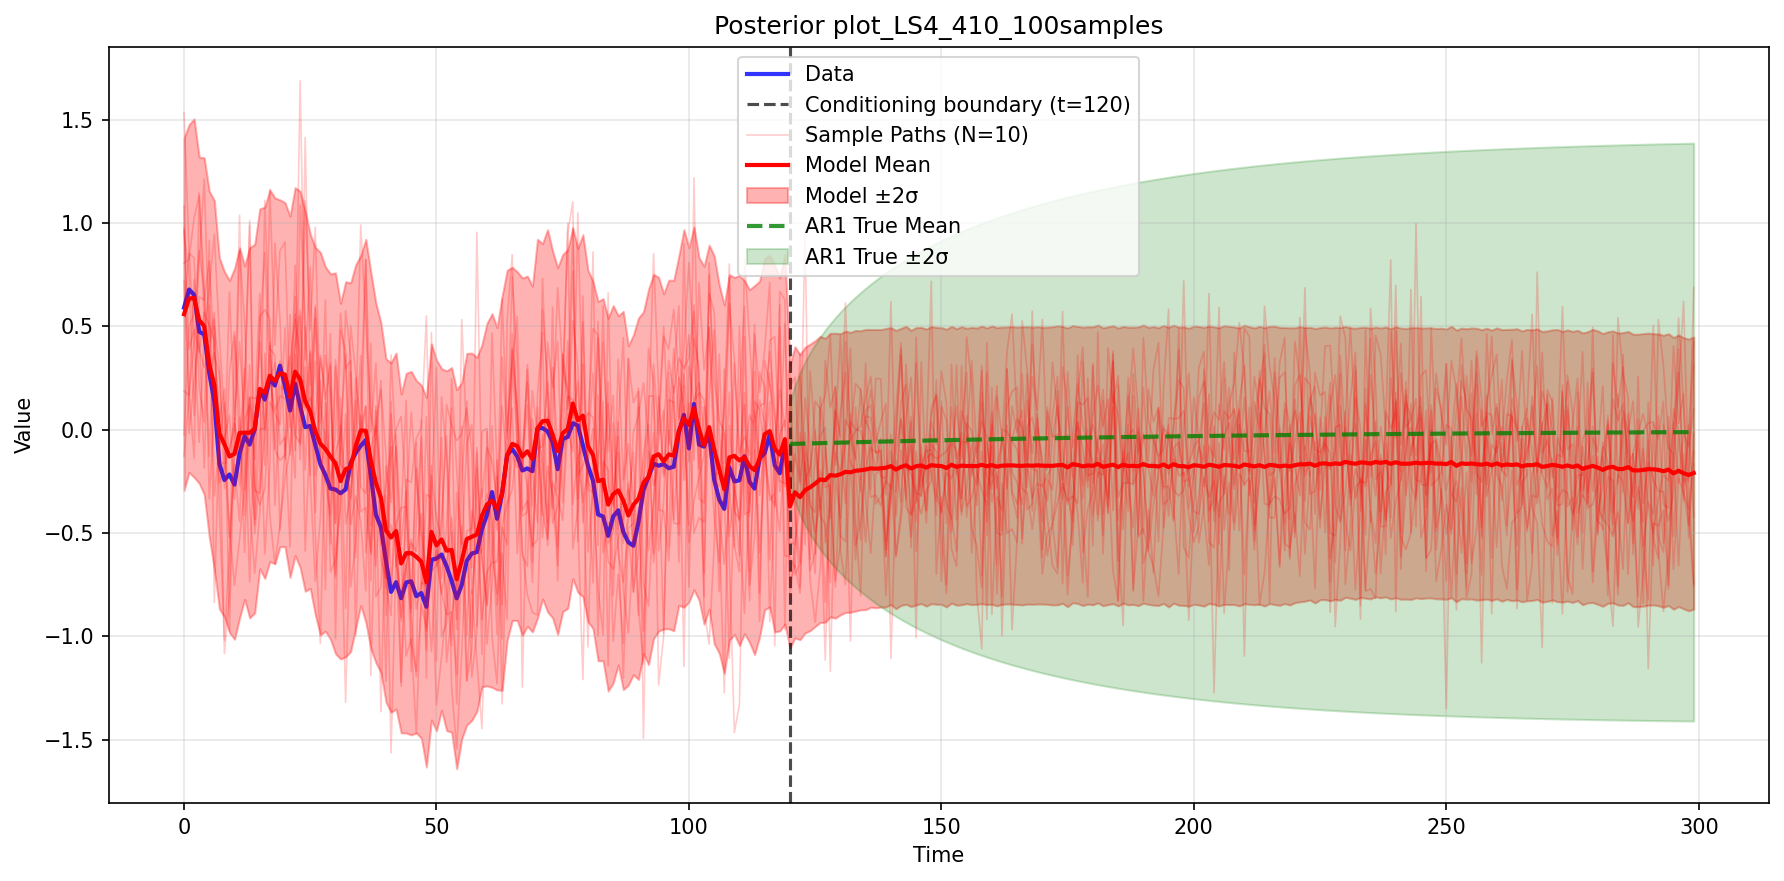 Posterior plot_LS4_410_100samples
Data
Conditioning boundary (t=120)
Sample Paths (N=10)
Model Mean
Model ±2σ
AR1 True Mean
AR1 True ±2σ
Value
1.5
1.0
0.5
0.0
−0.5
−1.0
−1.5
0 50 100 150 200 250 300
Time